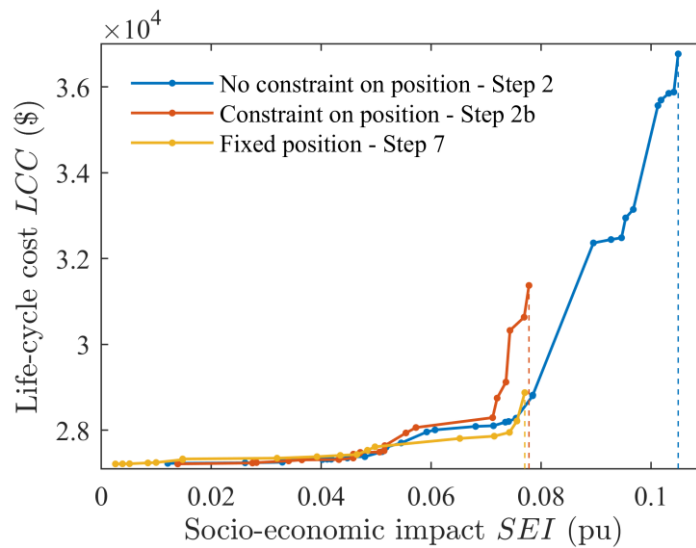 ×10⁴
3.6
3.4
3.2
3
2.8
Life-cycle cost LCC ($)
No constraint on position - Step 2
Constraint on position - Step 2b
Fixed position - Step 7
0 0.02 0.04 0.06 0.08 0.1
Socio-economic impact SEI (pu)